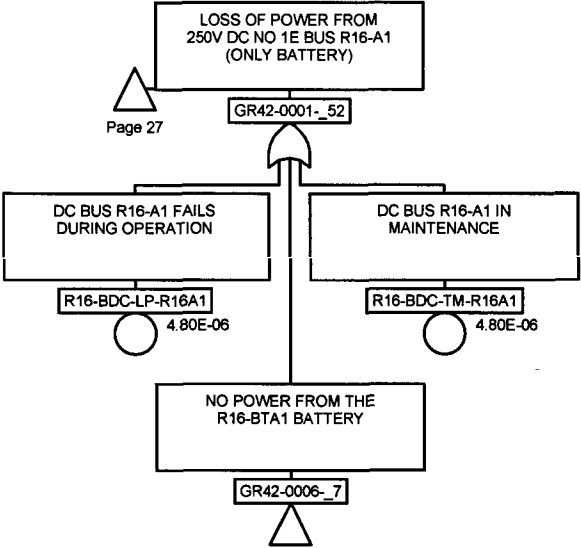 LOSS OF POWER FROM
250V DC NO 1E BUS R16-A1
(ONLY BATTERY)
Page 27
GR42-0001-_52
DC BUS R16-A1 FAILS
DURING OPERATION
DC BUS R16-A1 IN
MAINTENANCE
R16-BDC-LP-R16A1
R16-BDC-TM-R16A1
4.80E-06
4.80E-06
NO POWER FROM THE
R16-BTA1 BATTERY
GR42-0006-_7